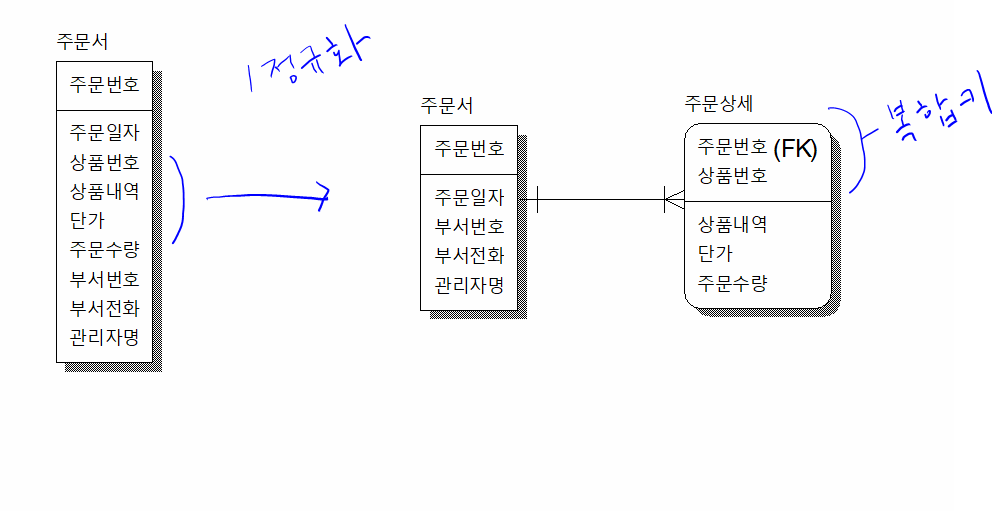 주문서
주문번호
주문일자
상품번호
상품내역
단가
주문수량
부서번호
부서전화
관리자명
1 정규화
주문서
주문번호
주문일자
부서번호
부서전화
관리자명
주문상세
주문번호 (FK)
상품번호
상품내역
단가
주문수량
복합키